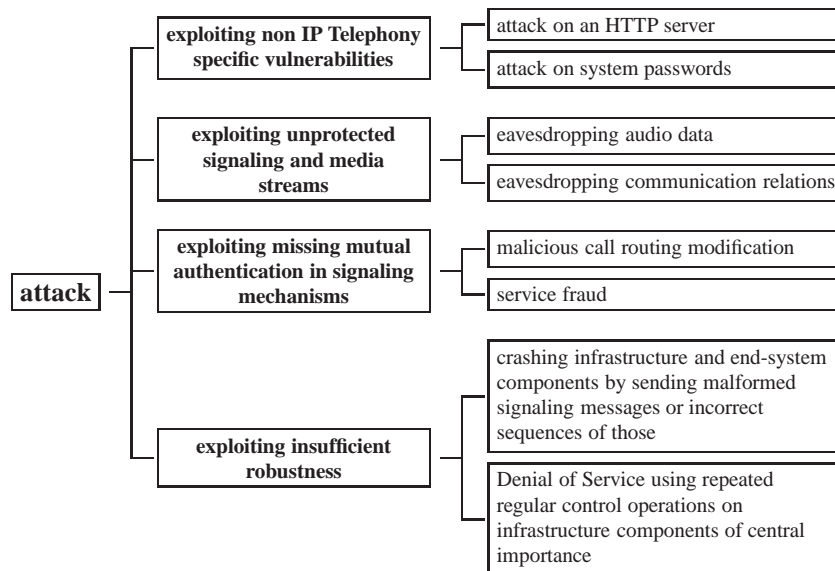 exploiting non IP Telephony
specific vulnerabilities
attack on an HTTP server
attack on system passwords
exploiting unprotected
signaling and media
streams
eavesdropping audio data
eavesdropping communication relations
exploiting missing mutual
authentication in signaling
mechanisms
malicious call routing modification
service fraud
attack
exploiting insufficient
robustness
crashing infrastructure and end-system
components by sending malformed
signaling messages or incorrect
sequences of those
Denial of Service using repeated
regular control operations on
infrastructure components of central
importance